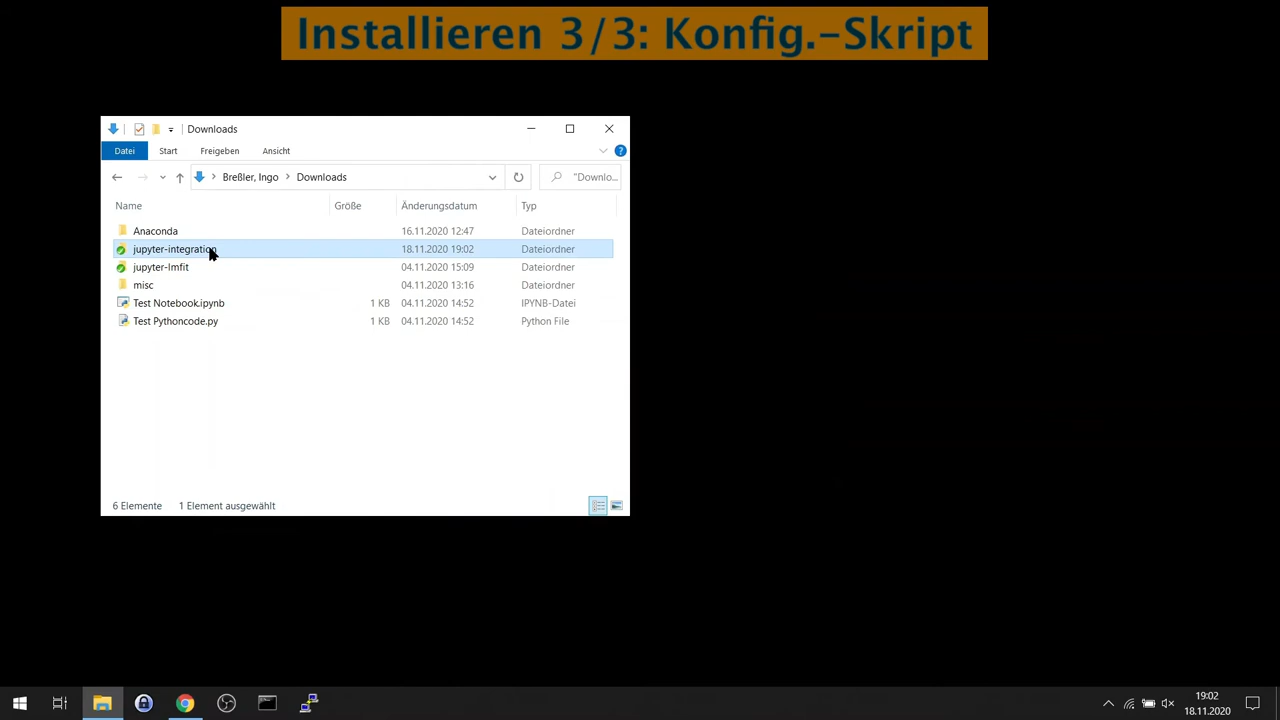 Installieren 3/3: Konfig.-Skript
Downloads
Datei Start Freigeben Ansicht
Breßler, Ingo Downloads "Downlo...
Name Größe Änderungsdatum Typ
Anaconda 16.11.2020 12:47 Dateiordner
jupyter-integration 18.11.2020 19:02 Dateiordner
jupyter-lmfit 04.11.2020 15:09 Dateiordner
misc 04.11.2020 13:16 Dateiordner
Test Notebook.ipynb 1 KB 04.11.2020 14:52 IPYNB-Datei
Test Pythoncode.py 1 KB 04.11.2020 14:52 Python File
6 Elemente 1 Element ausgewählt
19:02
18.11.2020